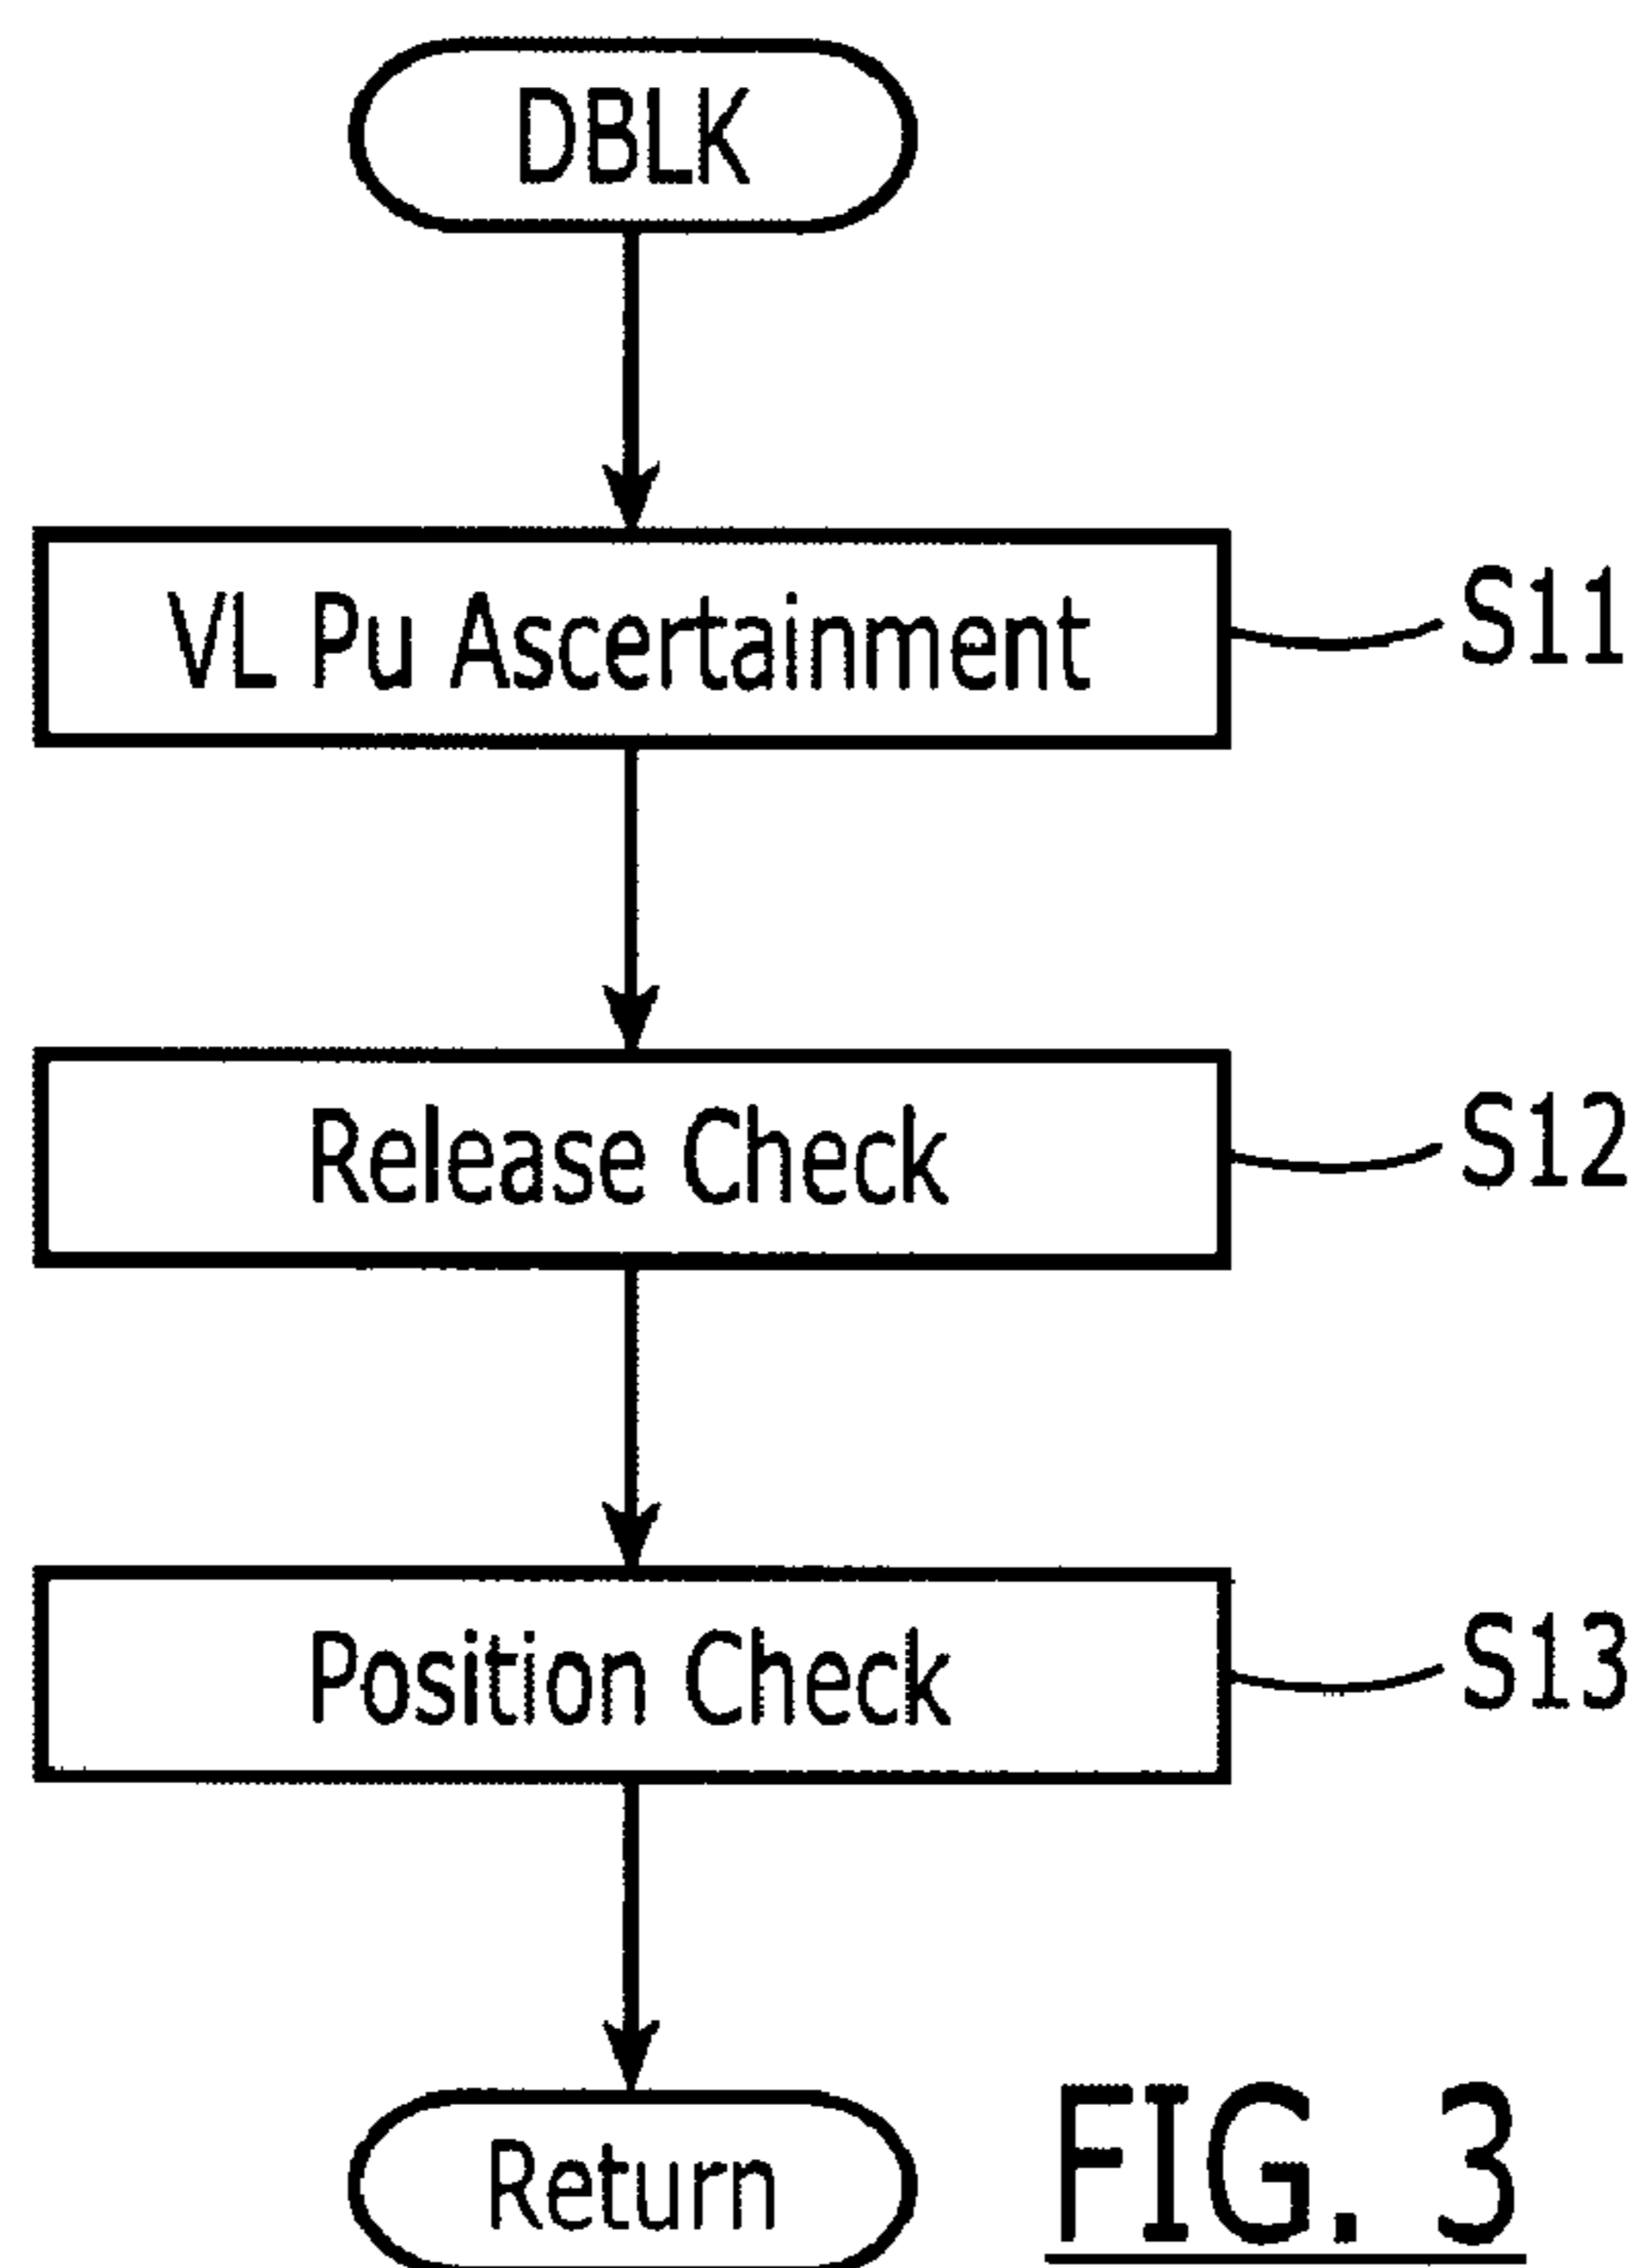 DBLK
VL Pu Ascertainment
S11
Release Check
S12
Position Check
S13
Return
FIG. 3